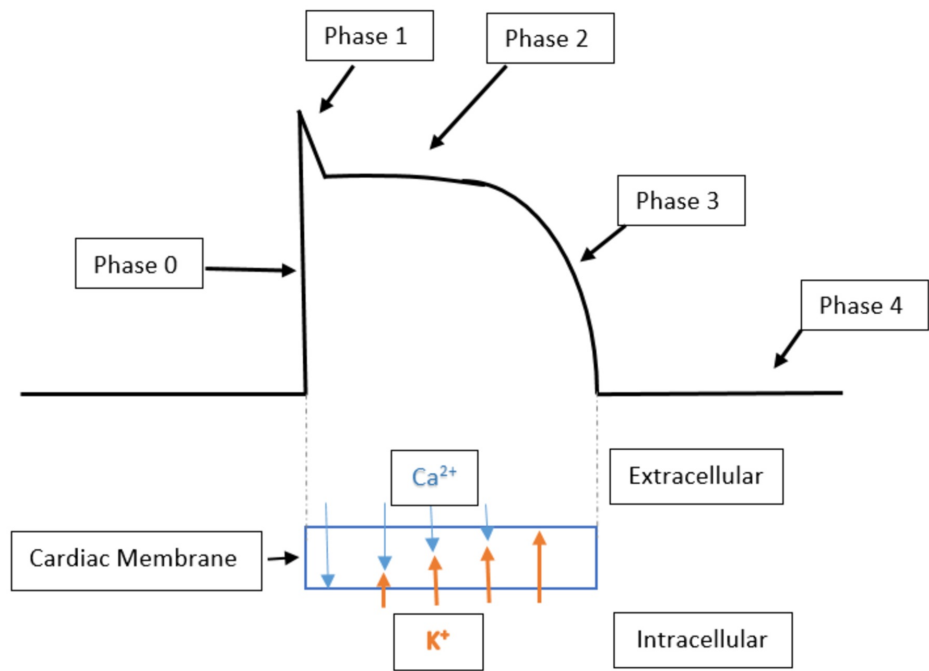 Phase 1
Phase 2
Phase 3
Phase 0
Phase 4
Ca²⁺
Extracellular
Cardiac Membrane
K⁺
Intracellular